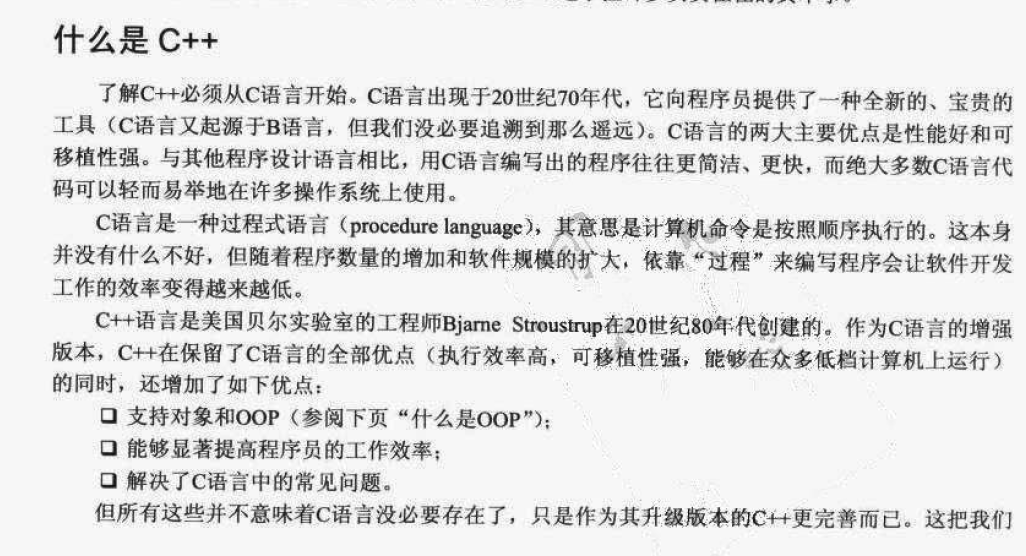 什么是 C++
了解C++必须从C语言开始。C语言出现于20世纪70年代，它向程序员提供了一种全新的、宝贵的
工具（C语言又起源于B语言，但我们没必要追溯到那么遥远）。C语言的两大主要优点是性能好和可
移植性强。与其他程序设计语言相比，用C语言编写出的程序往往更简洁、更快，而绝大多数C语言代
码可以轻而易举地在许多操作系统上使用。
C语言是一种过程式语言（procedure language），其意思是计算机命令是按照顺序执行的。这本身
并没有什么不好，但随着程序数量的增加和软件规模的扩大，依靠“过程”来编写程序会让软件开发
工作的效率变得越来越低。
C++语言是美国贝尔实验室的工程师Bjarne Stroustrup在20世纪80年代创建的。作为C语言的增强
版本，C++在保留了C语言的全部优点（执行效率高，可移植性强，能够在众多低档计算机上运行）
的同时，还增加了如下优点：
❑ 支持对象和OOP（参阅下页“什么是OOP”）；
❑ 能够显著提高程序员的工作效率；
❑ 解决了C语言中的常见问题。
但所有这些并不意味着C语言没必要存在了，只是作为其升级版本的C++更完善而已。这把我们